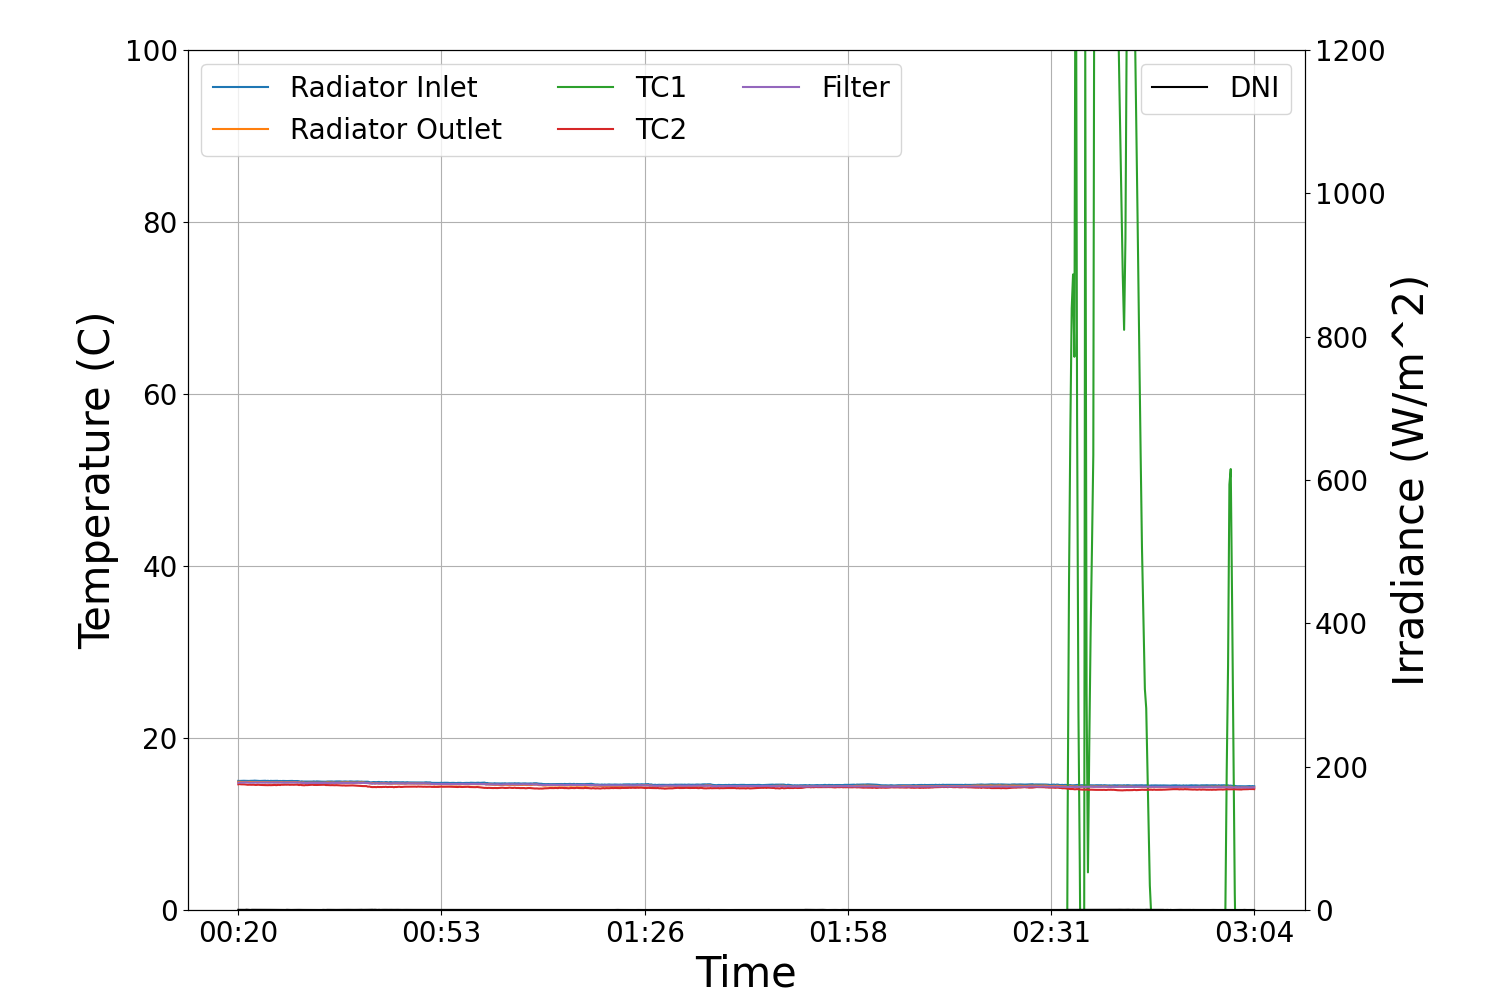 100
80
60
40
20
0
Temperature (C)
Radiator Inlet
Radiator Outlet
TC1
TC2
Filter
DNI
1200
1000
800
600
400
200
0
Irradiance (W/m^2)
00:20 00:53 01:26 01:58 02:31 03:04
Time